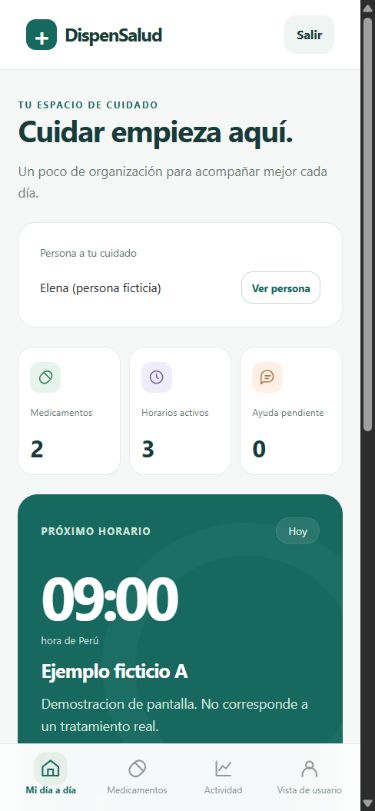 DispenSalud
Salir
TU ESPACIO DE CUIDADO
Cuidar empieza aquí.
Un poco de organización para acompañar mejor cada
día.
Persona a tu cuidado
Elena (persona ficticia)
Ver persona
Medicamentos
Horarios activos
Ayuda pendiente
2
3
0
PRÓXIMO HORARIO
Hoy
09:00
hora de Perú
Ejemplo ficticio A
Demostracion de pantalla. No corresponde a
un tratamiento real.
Mi día a día
Medicamentos
Actividad
Vista de usuario